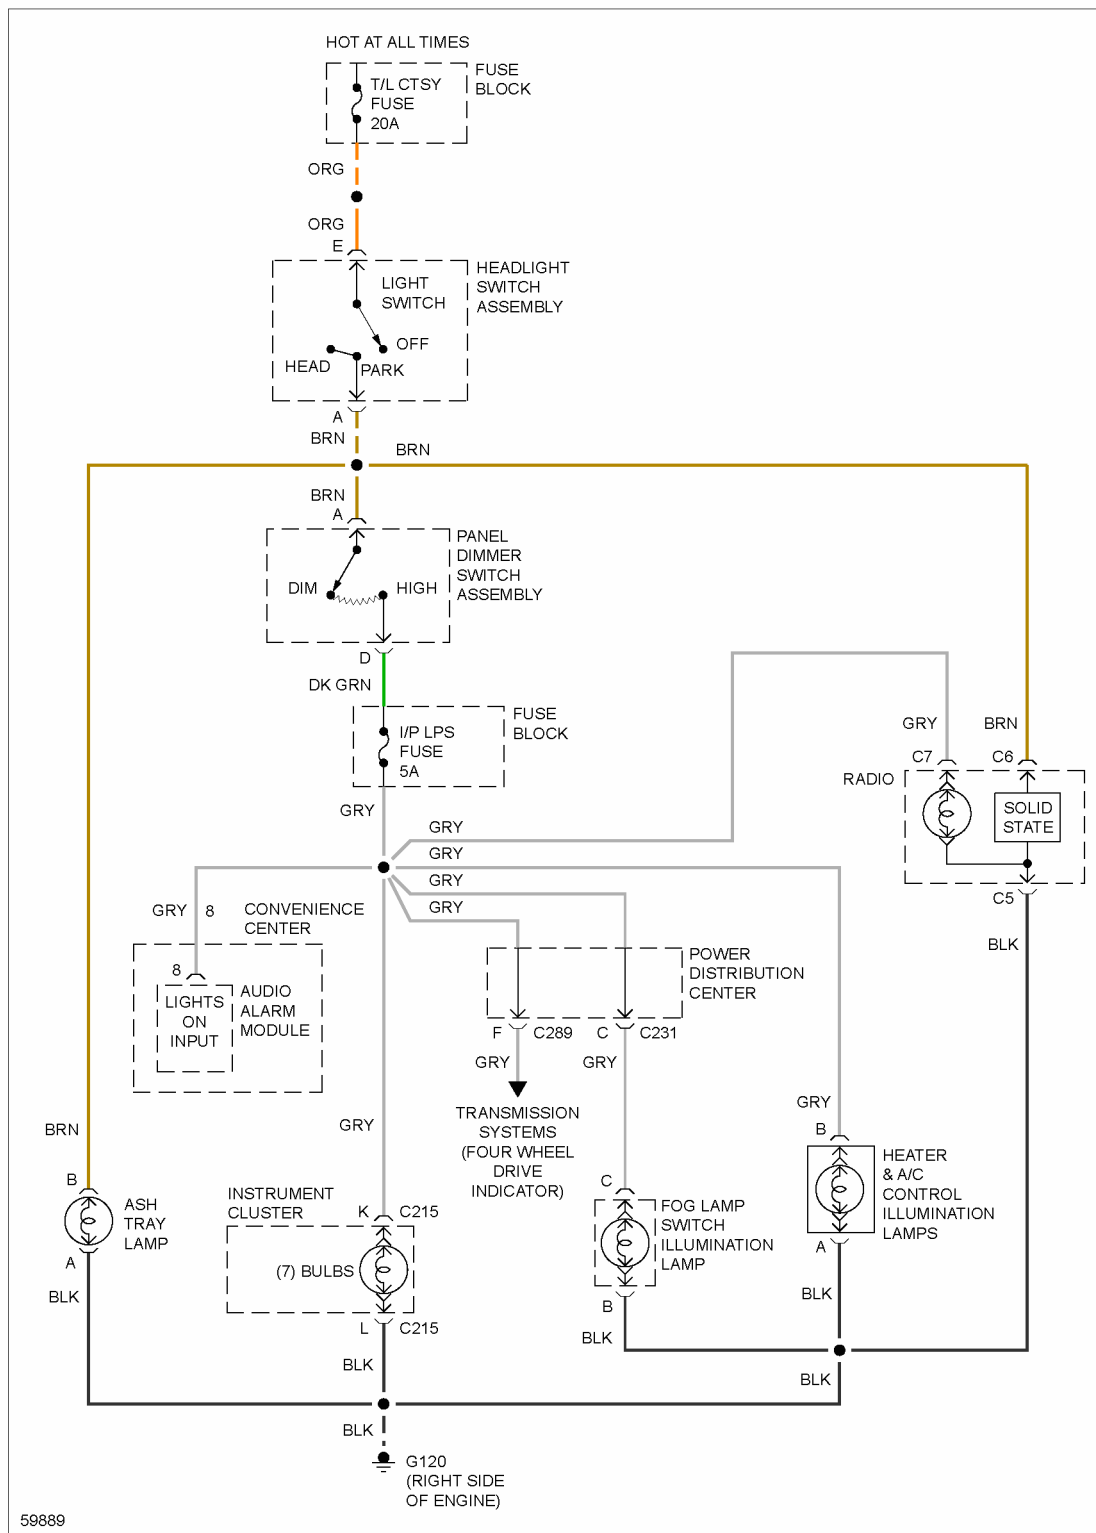 HOT AT ALL TIMES
T/L CTSY
FUSE
20A
FUSE
BLOCK
ORG
ORG
E
LIGHT
SWITCH
HEADLIGHT
SWITCH
ASSEMBLY
OFF
HEAD
PARK
A
BRN
BRN
BRN
A
PANEL
DIMMER
SWITCH
ASSEMBLY
DIM
HIGH
D
DK GRN
I/P LPS
FUSE
5A
FUSE
BLOCK
GRY
GRY
BRN
C7
C6
RADIO
SOLID
STATE
C5
BLK
GRY
GRY
GRY
GRY
GRY
8
CONVENIENCE
CENTER
8
LIGHTS
ON
INPUT
AUDIO
ALARM
MODULE
POWER
DISTRIBUTION
CENTER
F
C289
C
C231
GRY
GRY
TRANSMISSION
SYSTEMS
(FOUR WHEEL
DRIVE
INDICATOR)
GRY
B
HEATER
& A/C
CONTROL
ILLUMINATION
LAMPS
A
BLK
BRN
B
ASH
TRAY
LAMP
A
BLK
GRY
INSTRUMENT
CLUSTER
K
C215
(7) BULBS
L
C215
BLK
C
FOG LAMP
SWITCH
ILLUMINATION
LAMP
B
BLK
BLK
BLK
G120
(RIGHT SIDE
OF ENGINE)
59889